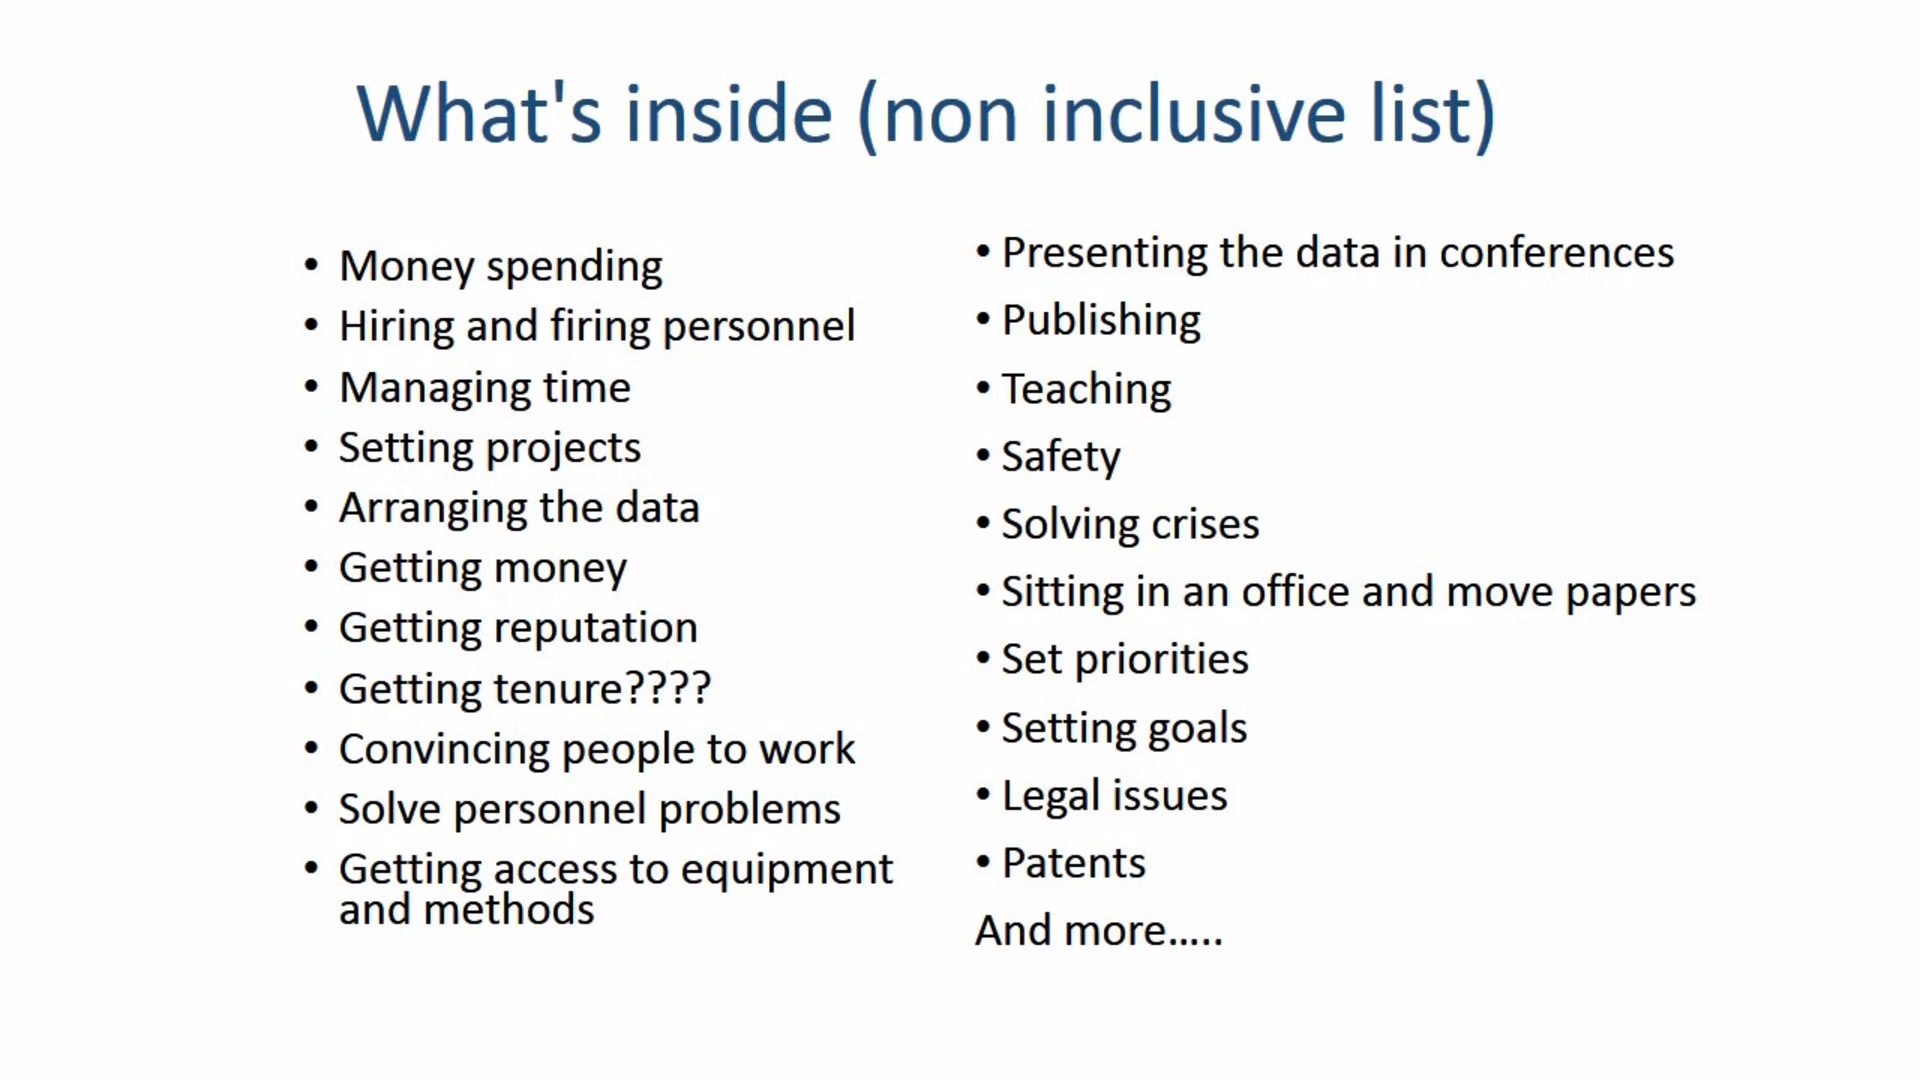 What's inside (non inclusive list)
• Money spending
• Hiring and firing personnel
• Managing time
• Setting projects
• Arranging the data
• Getting money
• Getting reputation
• Getting tenure????
• Convincing people to work
• Solve personnel problems
• Getting access to equipment
and methods
• Presenting the data in conferences
• Publishing
• Teaching
• Safety
• Solving crises
• Sitting in an office and move papers
• Set priorities
• Setting goals
• Legal issues
• Patents
And more.....